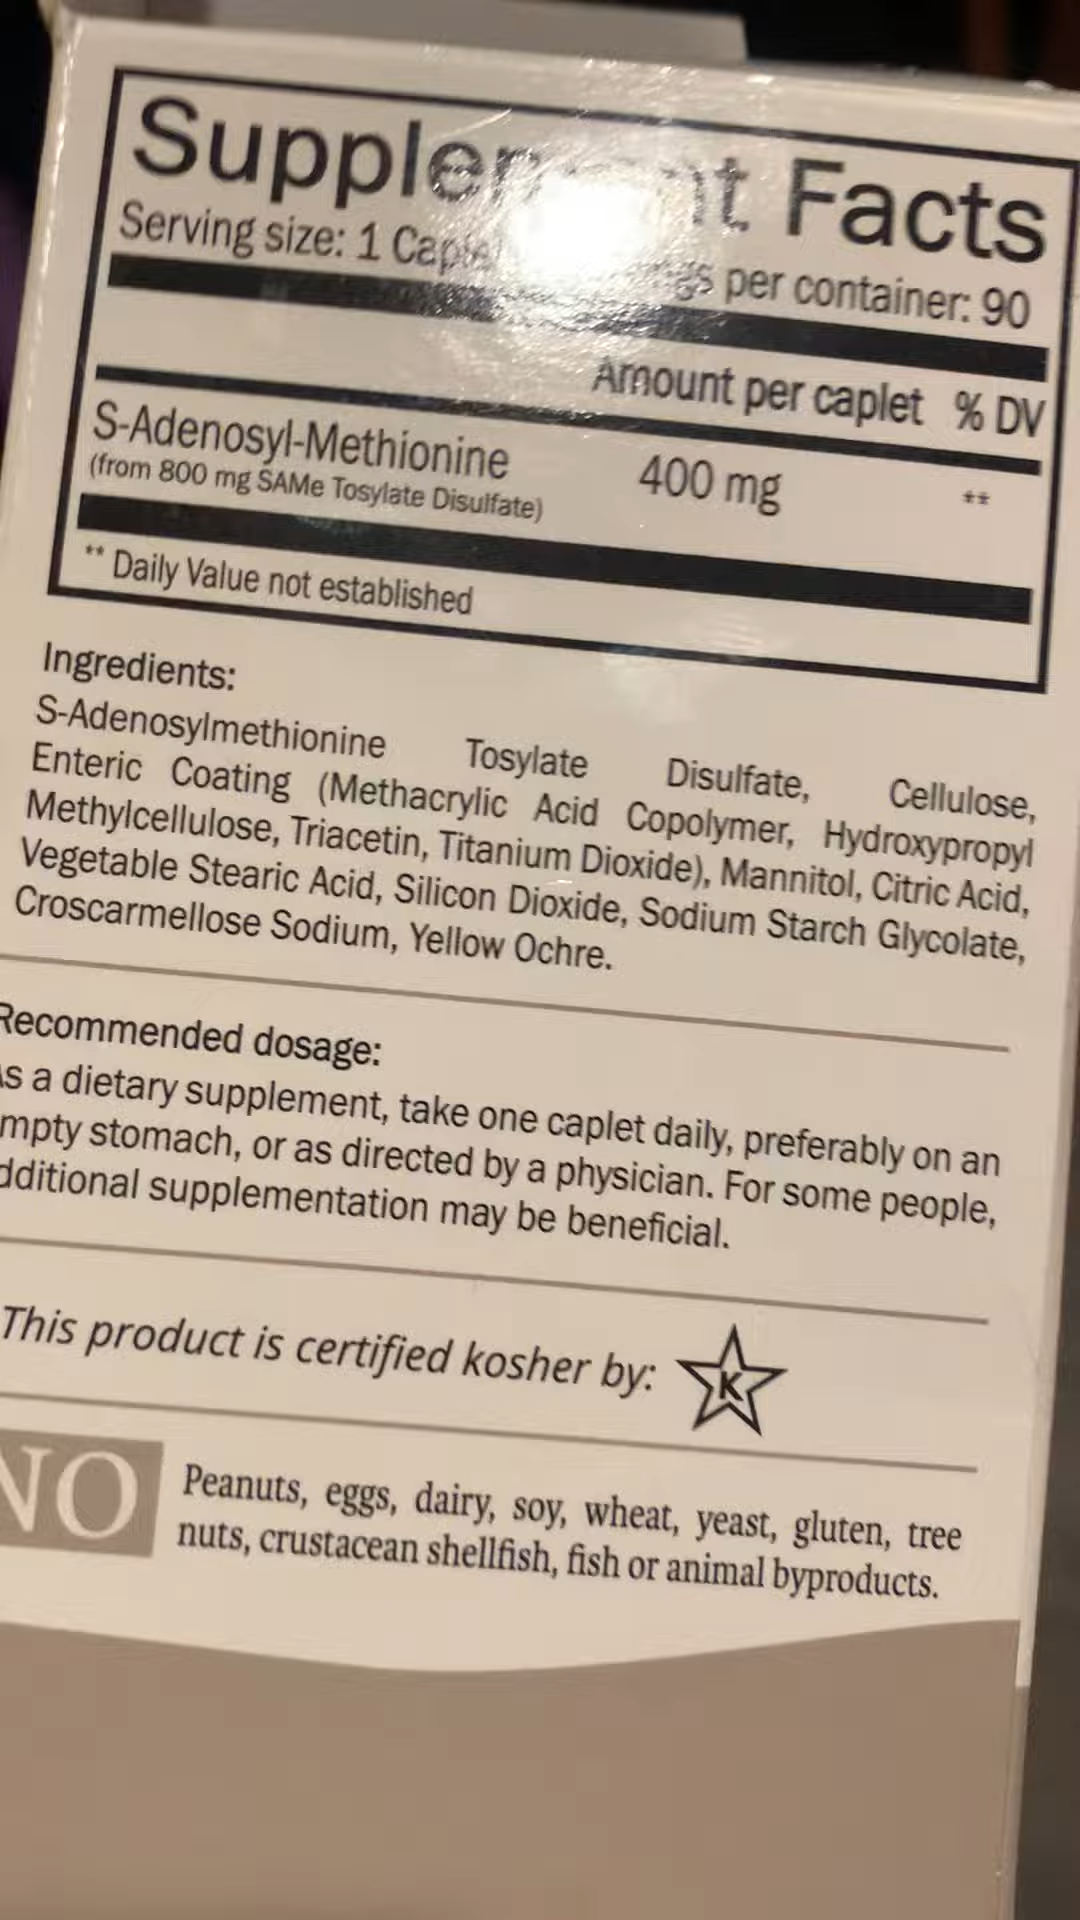 Facts
Serving size: 1
per container: 90
Amount per caplet % DV
S-Adenosyl-Methionine 400 mg **
(from 800 mg SAMe Tosylate Disulfate)
** Daily Value not established
Ingredients:
S-Adenosylmethionine Tosylate Disulfate, Cellulose,
Enteric Coating (Methacrylic Acid Copolymer, Hydroxypropyl
Methylcellulose, Triacetin, Titanium Dioxide), Mannitol, Citric Acid,
Vegetable Stearic Acid, Silicon Dioxide, Sodium Starch Glycolate,
Croscarmellose Sodium, Yellow Ochre.
Recommended dosage:
s a dietary supplement, take one caplet daily, preferably on an
mpty stomach, or as directed by a physician. For some people,
dditional supplementation may be beneficial.
This product is certified kosher by: K
NO
Peanuts, eggs, dairy, soy, wheat, yeast, gluten, tree
nuts, crustacean shellfish, fish or animal byproducts.